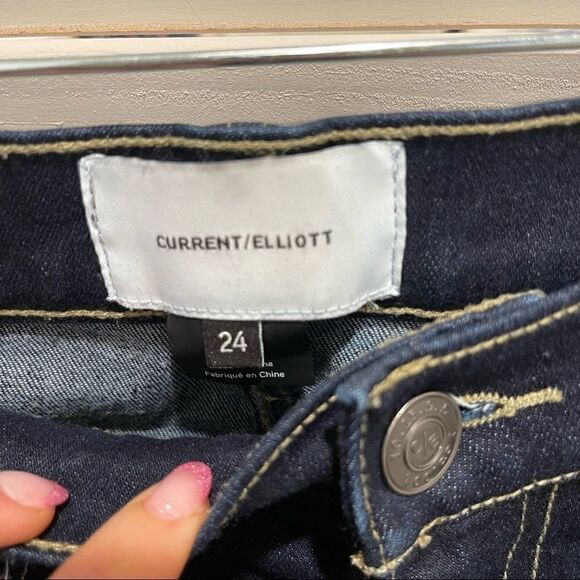 CURRENT/ELLIOTT
24
Fabriqué en Chine